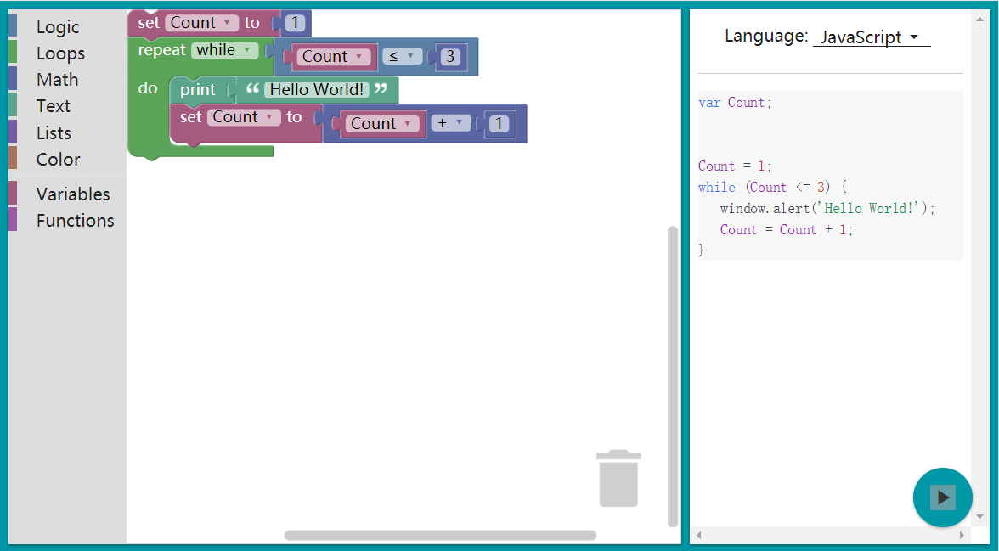 Logic
Loops
Math
Text
Lists
Color
Variables
Functions
set Count to 1
repeat while Count ≤ 3
do print “ Hello World! ”
set Count to Count + 1
Language: JavaScript
var Count;
Count = 1;
while (Count <= 3) {
window.alert('Hello World!');
Count = Count + 1;
}